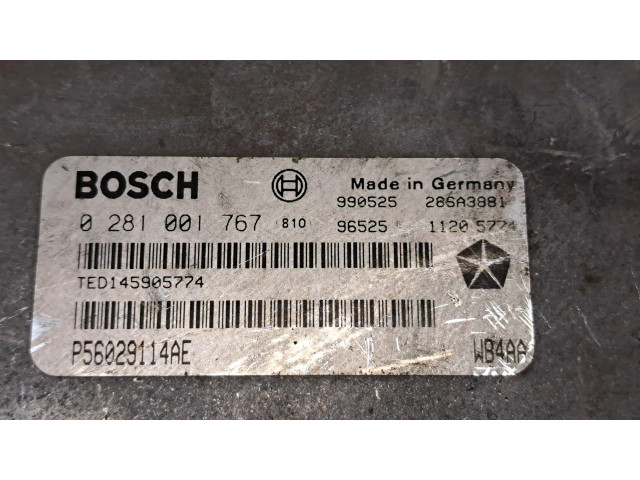 BOSCH Made in Germany
990525 286A3881
0 281 001 767 (810) 96525 1120 5774
TED145905774
P56029114AE WB4AA